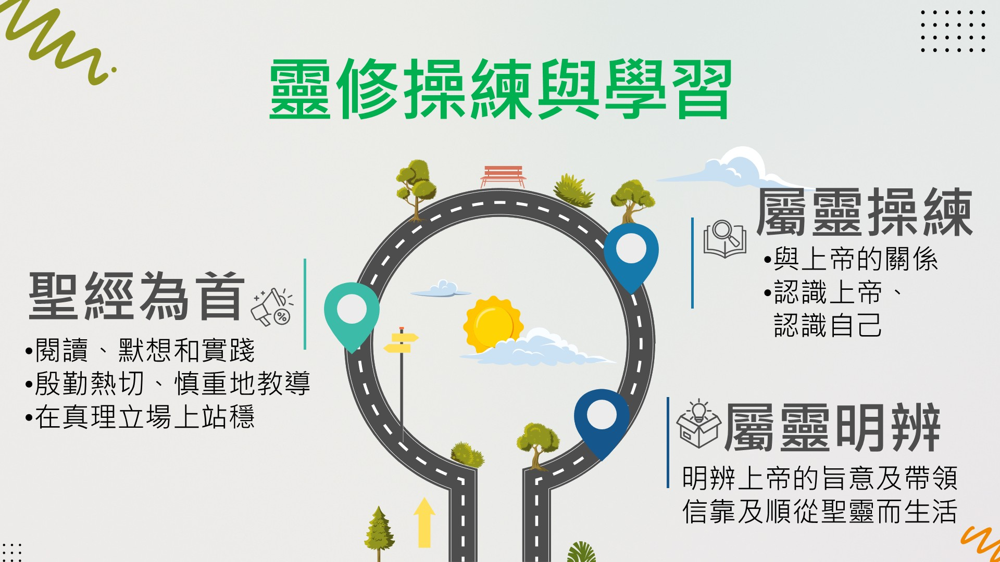 靈修操練與學習
聖經為首
•閱讀、默想和實踐
•殷勤熱切、慎重地教導
•在真理立場上站穩
屬靈操練
•與上帝的關係
•認識上帝、
認識自己
屬靈明辨
明辨上帝的旨意及帶領
信靠及順從聖靈而生活
%